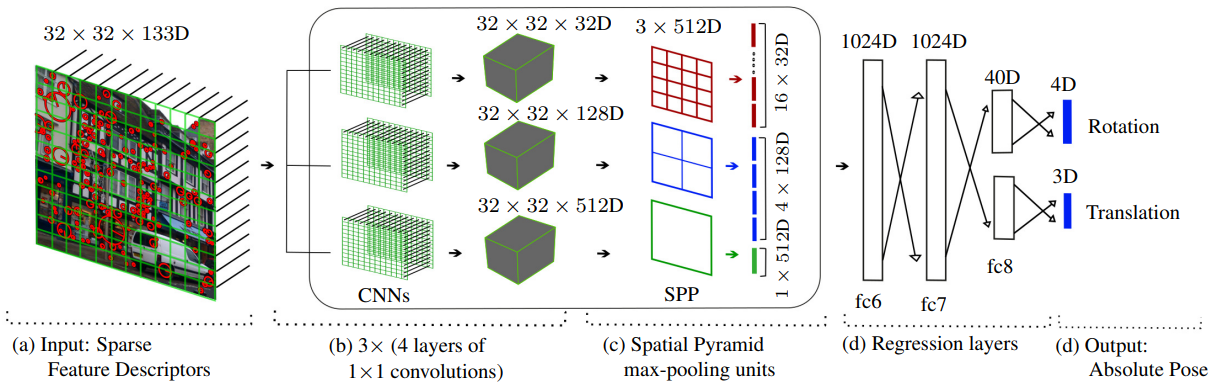 32 × 32 × 133D
32 × 32 × 32D
3 × 512D
16 × 32D
32 × 32 × 128D
4 × 128D
32 × 32 × 512D
1 × 512D
CNNs
SPP
1024D
1024D
40D
4D
Rotation
3D
Translation
fc8
fc6
fc7
(a) Input: Sparse
Feature Descriptors
(b) 3× (4 layers of
1×1 convolutions)
(c) Spatial Pyramid
max-pooling units
(d) Regression layers
(d) Output:
Absolute Pose